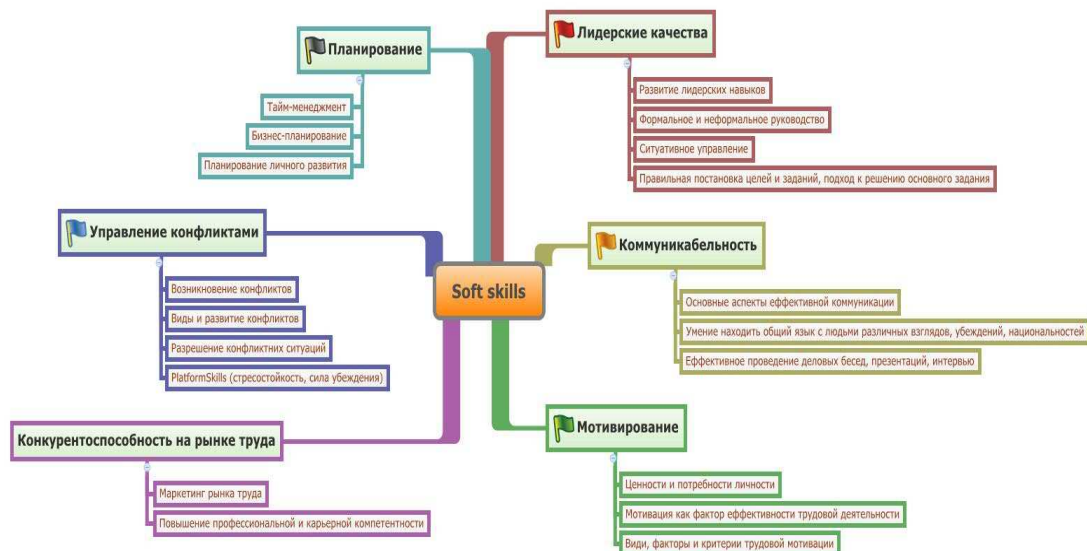 Планирование
Тайм-менеджмент
Бизнес-планирование
Планирование личного развития
Лидерские качества
Развитие лидерских навыков
Формальное и неформальное руководство
Ситуативное управление
Правильная постановка целей и заданий, подход к решению основного задания
Управление конфликтами
Возникновение конфликтов
Виды и развитие конфликтов
Разрешение конфликтних ситуаций
PlatformSkills (стресостойкость, сила убеждения)
Soft skills
Коммуникабельность
Основные аспекты еффективной коммуникации
Умение находить общий язык с людьми различных взглядов, убеждений, национальностей
Еффективное проведение деловых бесед, презентаций, интервью
Конкурентоспособность на рынке труда
Маркетинг рынка труда
Повышение профессиональной и карьерной компетентности
Мотивирование
Ценности и потребности личности
Мотивация как фактор еффективности трудовой деятельности
Види, факторы и критерии трудовой мотивации